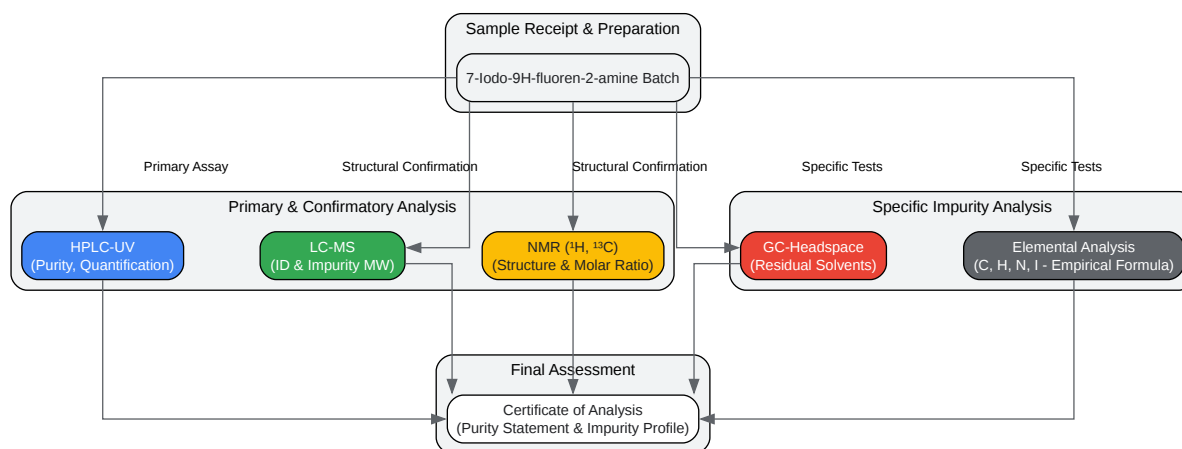 Sample Receipt & Preparation
7-Iodo-9H-fluoren-2-amine Batch
Primary Assay
Structural Confirmation
Structural Confirmation
Specific Tests
Specific Tests
Primary & Confirmatory Analysis
Specific Impurity Analysis
HPLC-UV
(Purity, Quantification)
LC-MS
(ID & Impurity MW)
NMR (¹H, ¹³C)
(Structure & Molar Ratio)
GC-Headspace
(Residual Solvents)
Elemental Analysis
(C, H, N, I - Empirical Formula)
Final Assessment
Certificate of Analysis
(Purity Statement & Impurity Profile)